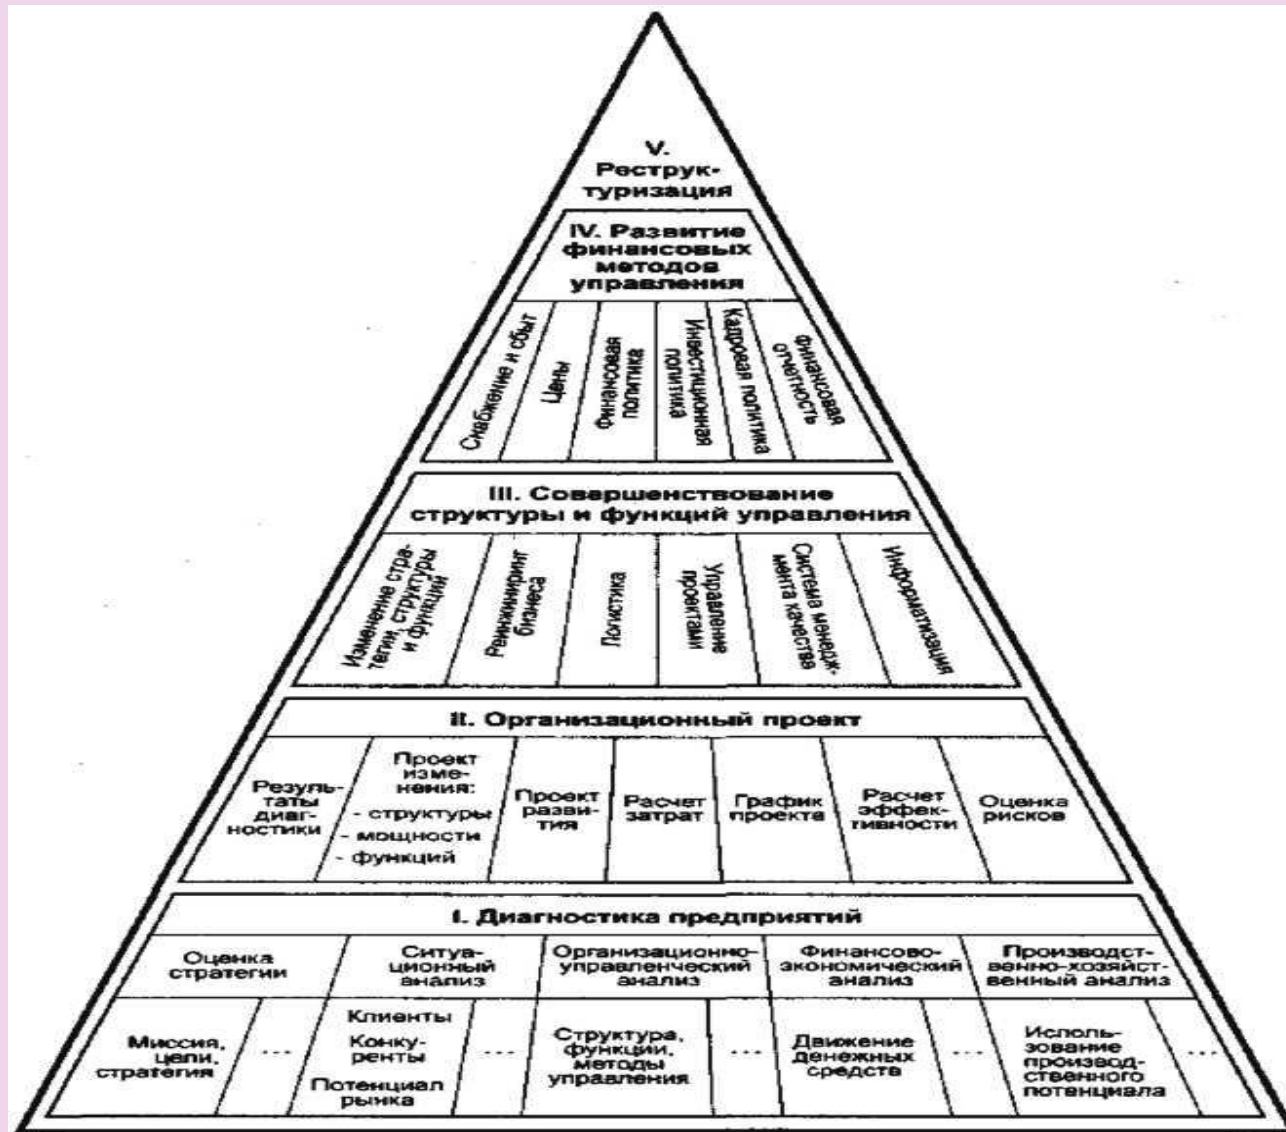 V.
Реструк-
туризация
IV. Развитие
финансовых
методов
управления
Снабжение и сбыт
Цены
Финансовая
политика
Инвестиционная
политика
Кадровая политика
Финансовая
отчетность
III. Совершенствование
структуры и функций управления
Изменение стра-
тегии, структуры
и функций
Реинжиниринг
бизнеса
Логистика
Управление
проектами
Система менедж-
мента качества
Информатизация
II. Организационный проект
Резуль-
таты
диаг-
ностики
Проект
изме-
нения:
- структуры
- мощности
- функций
Проект
разви-
тия
Расчет
затрат
График
проекта
Расчет
эффек-
тивности
Оценка
рисков
I. Диагностика предприятий
Оценка
стратегии
Ситуа-
ционный
анализ
Организационно-
управленческий
анализ
Финансово-
экономический
анализ
Производст-
венно-хозяйст-
венный анализ
Миссия,
цели,
стратегия
...
Клиенты
Конку-
ренты
Потенциал
рынка
...
Структура,
функции,
методы
управления
...
Движение
денежных
средств
...
Исполь-
зование
производ-
ственного
потенциала
...